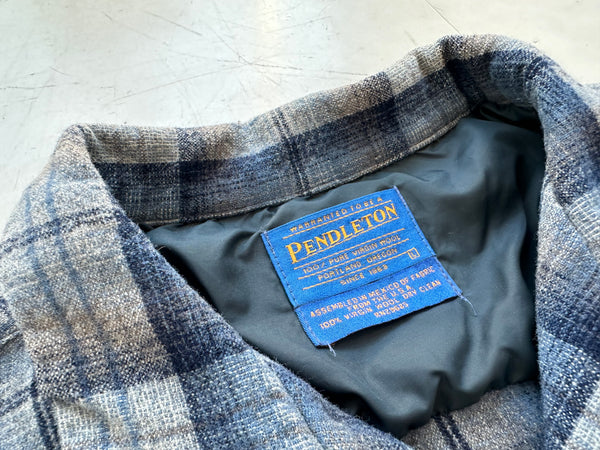 WARRANTED TO BE A
PENDLETON
100% PURE VIRGIN WOOL
PORTLAND, OREGON
SINCE 1863
L
ASSEMBLED IN MEXICO OF FABRIC
FROM THE U.S.A.
100% VIRGIN WOOL DRY CLEAN